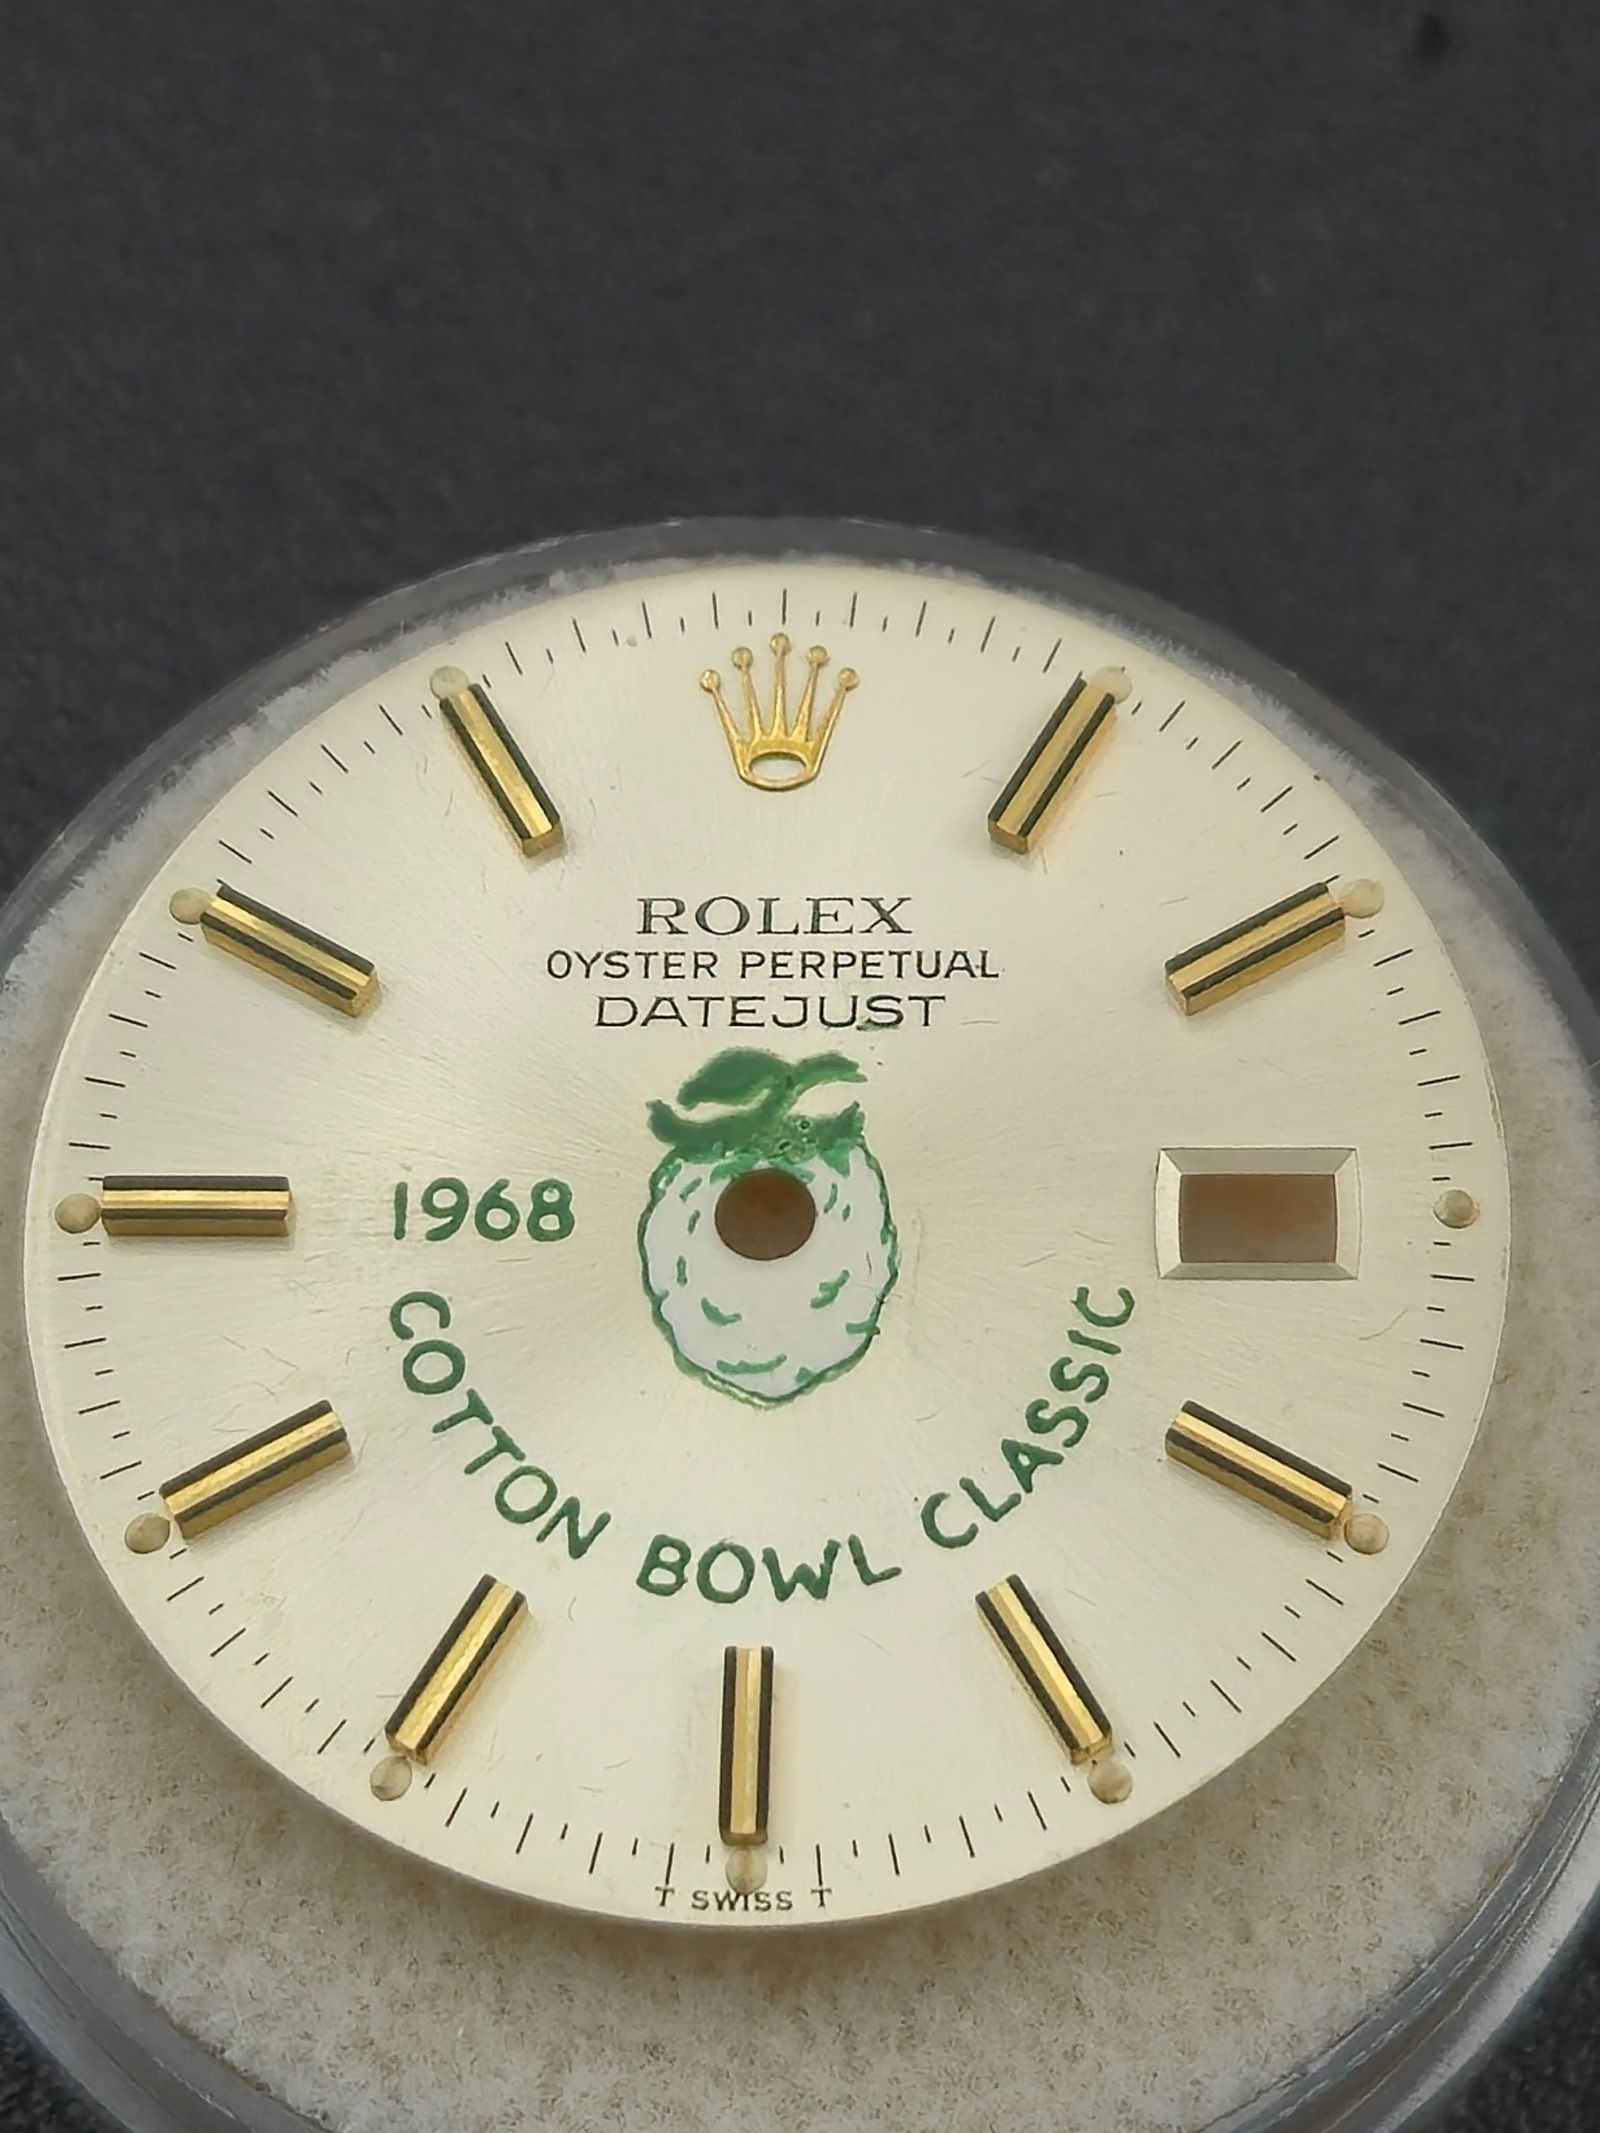 ROLEX
OYSTER PERPETUAL
DATEJUST
1968
COTTON BOWL CLASSIC
T SWISS T